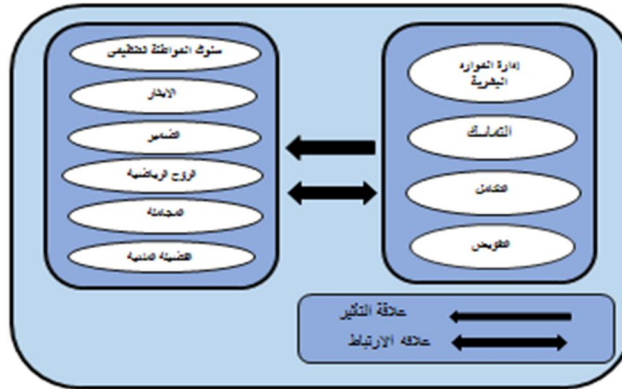 إدارة الموارد
البشرية
التماسك
التكامل
التفويض
سلوك المواطنة التنظيمي
الايثار
الضمير
الروح الرياضية
المجاملة
الفضيلة المدنية
علاقة التأثير
علاقه الارتباط